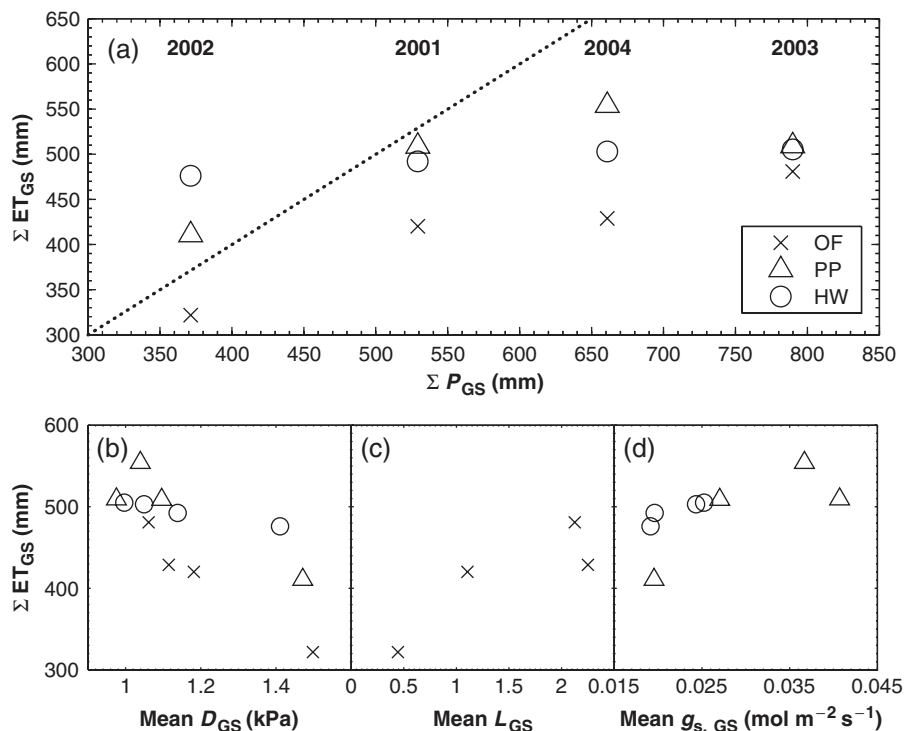 (a)
2002 2001 2004 2003
650
600
550
500
450
400
350
300
Σ ET_GS (mm)
OF
PP
HW
300 350 400 450 500 550 600 650 700 750 800 850
Σ P_GS (mm)
(b) (c) (d)
600
500
400
300
Σ ET_GS (mm)
1 1.2 1.4 0 0.5 1 1.5 2 0.015 0.025 0.035 0.045
Mean D_GS (kPa) Mean L_GS Mean g_s, GS (mol m⁻² s⁻¹)